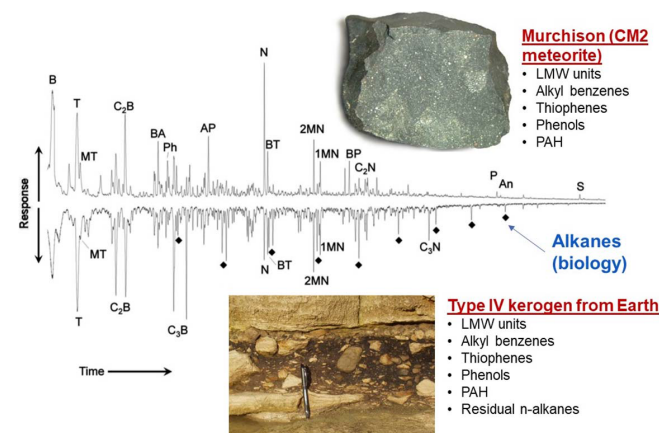 Murchison (CM2
meteorite)
• LMW units
• Alkyl benzenes
• Thiophenes
• Phenols
• PAH
B
T
MT
C₂B
BA
Ph
AP
N
BT
2MN
1MN
BP
C₂N
P
An
S
Response
MT
T
C₂B
C₃B
N
BT
1MN
2MN
C₃N
Alkanes
(biology)
Time
Type IV kerogen from Earth
• LMW units
• Alkyl benzenes
• Thiophenes
• Phenols
• PAH
• Residual n-alkanes